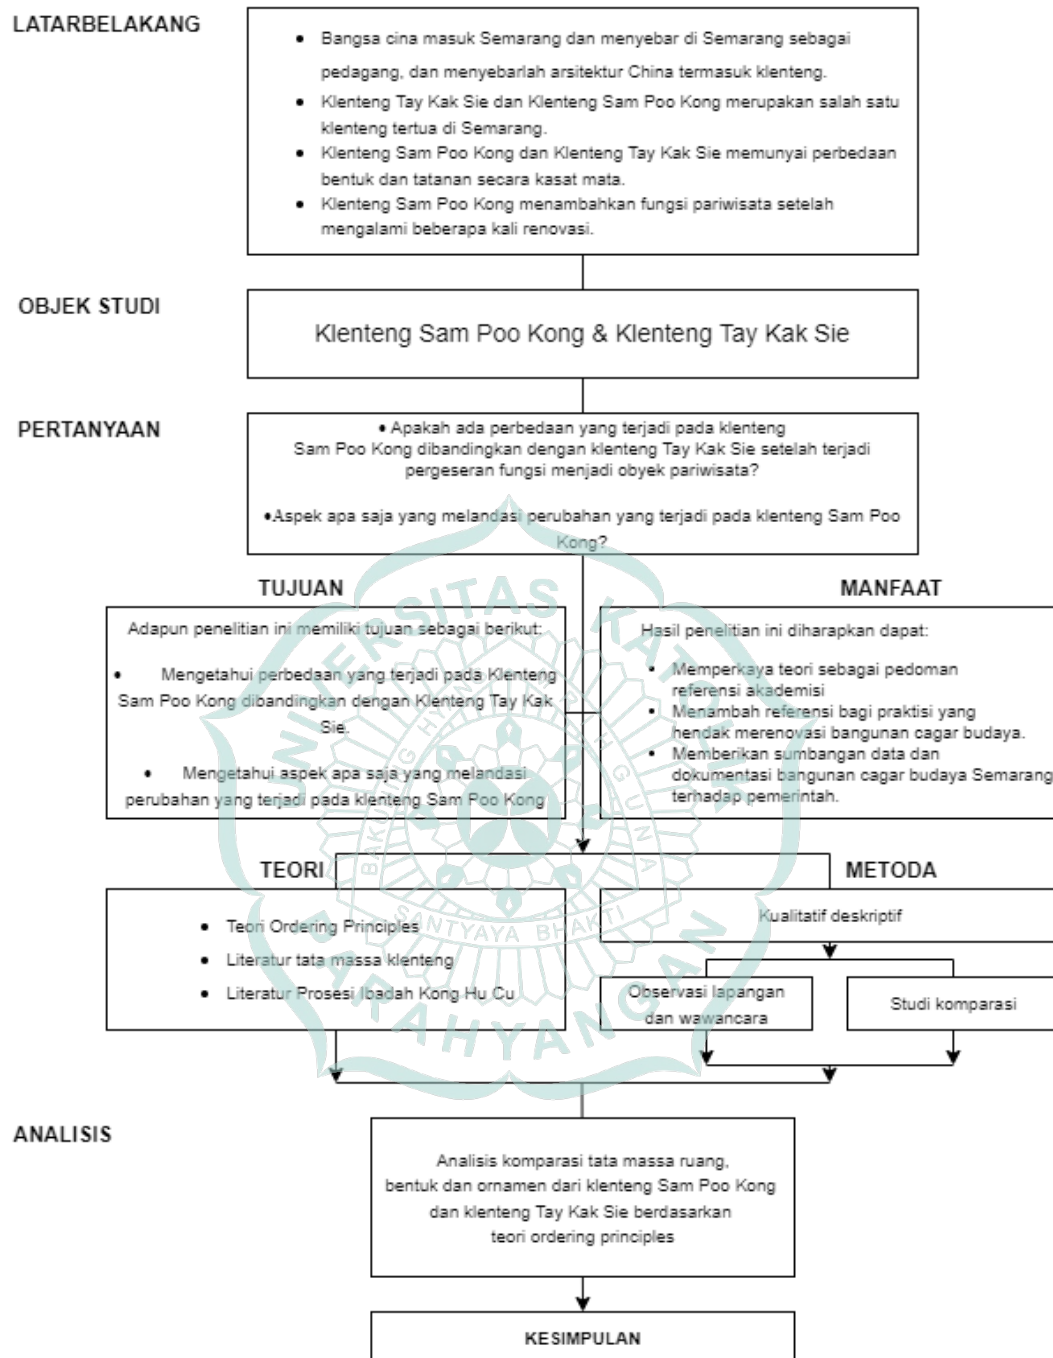 LATARBELAKANG
• Bangsa cina masuk Semarang dan menyebar di Semarang sebagai
pedagang, dan menyebarlah arsitektur China termasuk klenteng.
• Klenteng Tay Kak Sie dan Klenteng Sam Poo Kong merupakan salah satu
klenteng tertua di Semarang.
• Klenteng Sam Poo Kong dan Klenteng Tay Kak Sie memunyai perbedaan
bentuk dan tatanan secara kasat mata.
• Klenteng Sam Poo Kong menambahkan fungsi pariwisata setelah
mengalami beberapa kali renovasi.
OBJEK STUDI
Klenteng Sam Poo Kong & Klenteng Tay Kak Sie
PERTANYAAN
• Apakah ada perbedaan yang terjadi pada klenteng
Sam Poo Kong dibandingkan dengan klenteng Tay Kak Sie setelah terjadi
pergeseran fungsi menjadi obyek pariwisata?
•Aspek apa saja yang melandasi perubahan yang terjadi pada klenteng Sam Poo
Kong?
TUJUAN
Adapun penelitian ini memiliki tujuan sebagai berikut:
• Mengetahui perbedaan yang terjadi pada Klenteng
Sam Poo Kong dibandingkan dengan Klenteng Tay Kak
Sie.
• Mengetahui aspek apa saja yang melandasi
perubahan yang terjadi pada klenteng Sam Poo Kong
MANFAAT
Hasil penelitian ini diharapkan dapat:
• Memperkaya teori sebagai pedoman
referensi akademisi
• Menambah referensi bagi praktisi yang
hendak merenovasi bangunan cagar budaya.
• Memberikan sumbangan data dan
dokumentasi bangunan cagar budaya Semarang
terhadap pemerintah.
TEORI
• Teori Ordering Principles
• Literatur tata massa klenteng
• Literatur Prosesi Ibadah Kong Hu Cu
METODA
Kualitatif deskriptif
Observasi lapangan
dan wawancara
Studi komparasi
ANALISIS
Analisis komparasi tata massa ruang,
bentuk dan ornamen dari klenteng Sam Poo Kong
dan klenteng Tay Kak Sie berdasarkan
teori ordering principles
KESIMPULAN
UNIVERSITAS KATOLIK
PARAHYANGAN
BAKUNING HYANG MRIH GUNA
SANTYAYA BHAKTI